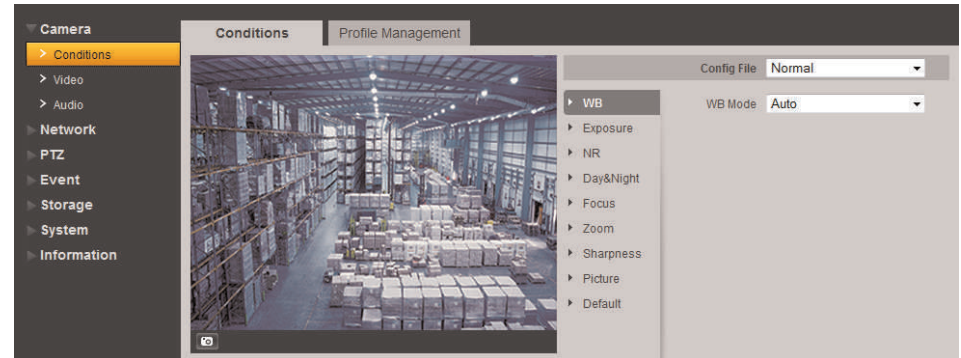 Camera
Conditions
Video
Audio
Network
PTZ
Event
Storage
System
Information
Conditions
Profile Management
Config File Normal
WB
Exposure
NR
Day&Night
Focus
Zoom
Sharpness
Picture
Default
WB Mode Auto